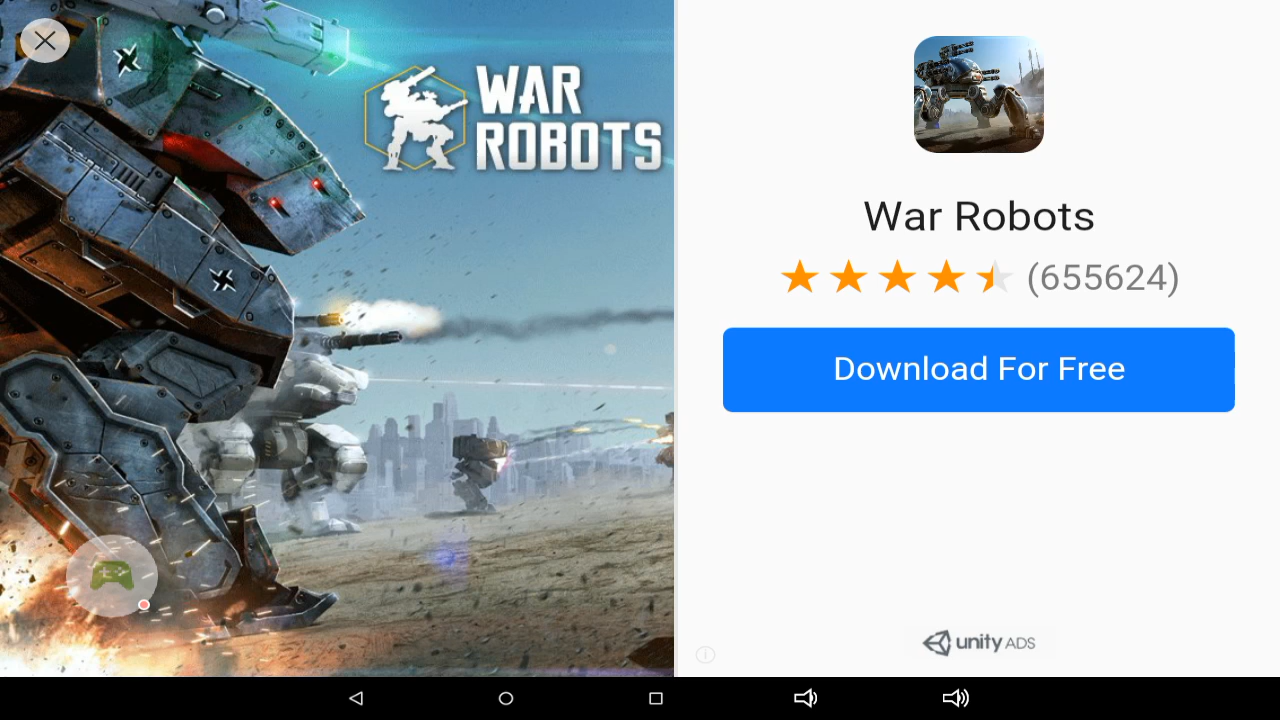 WAR
ROBOTS
War Robots
(655624)
Download For Free
unity ADS